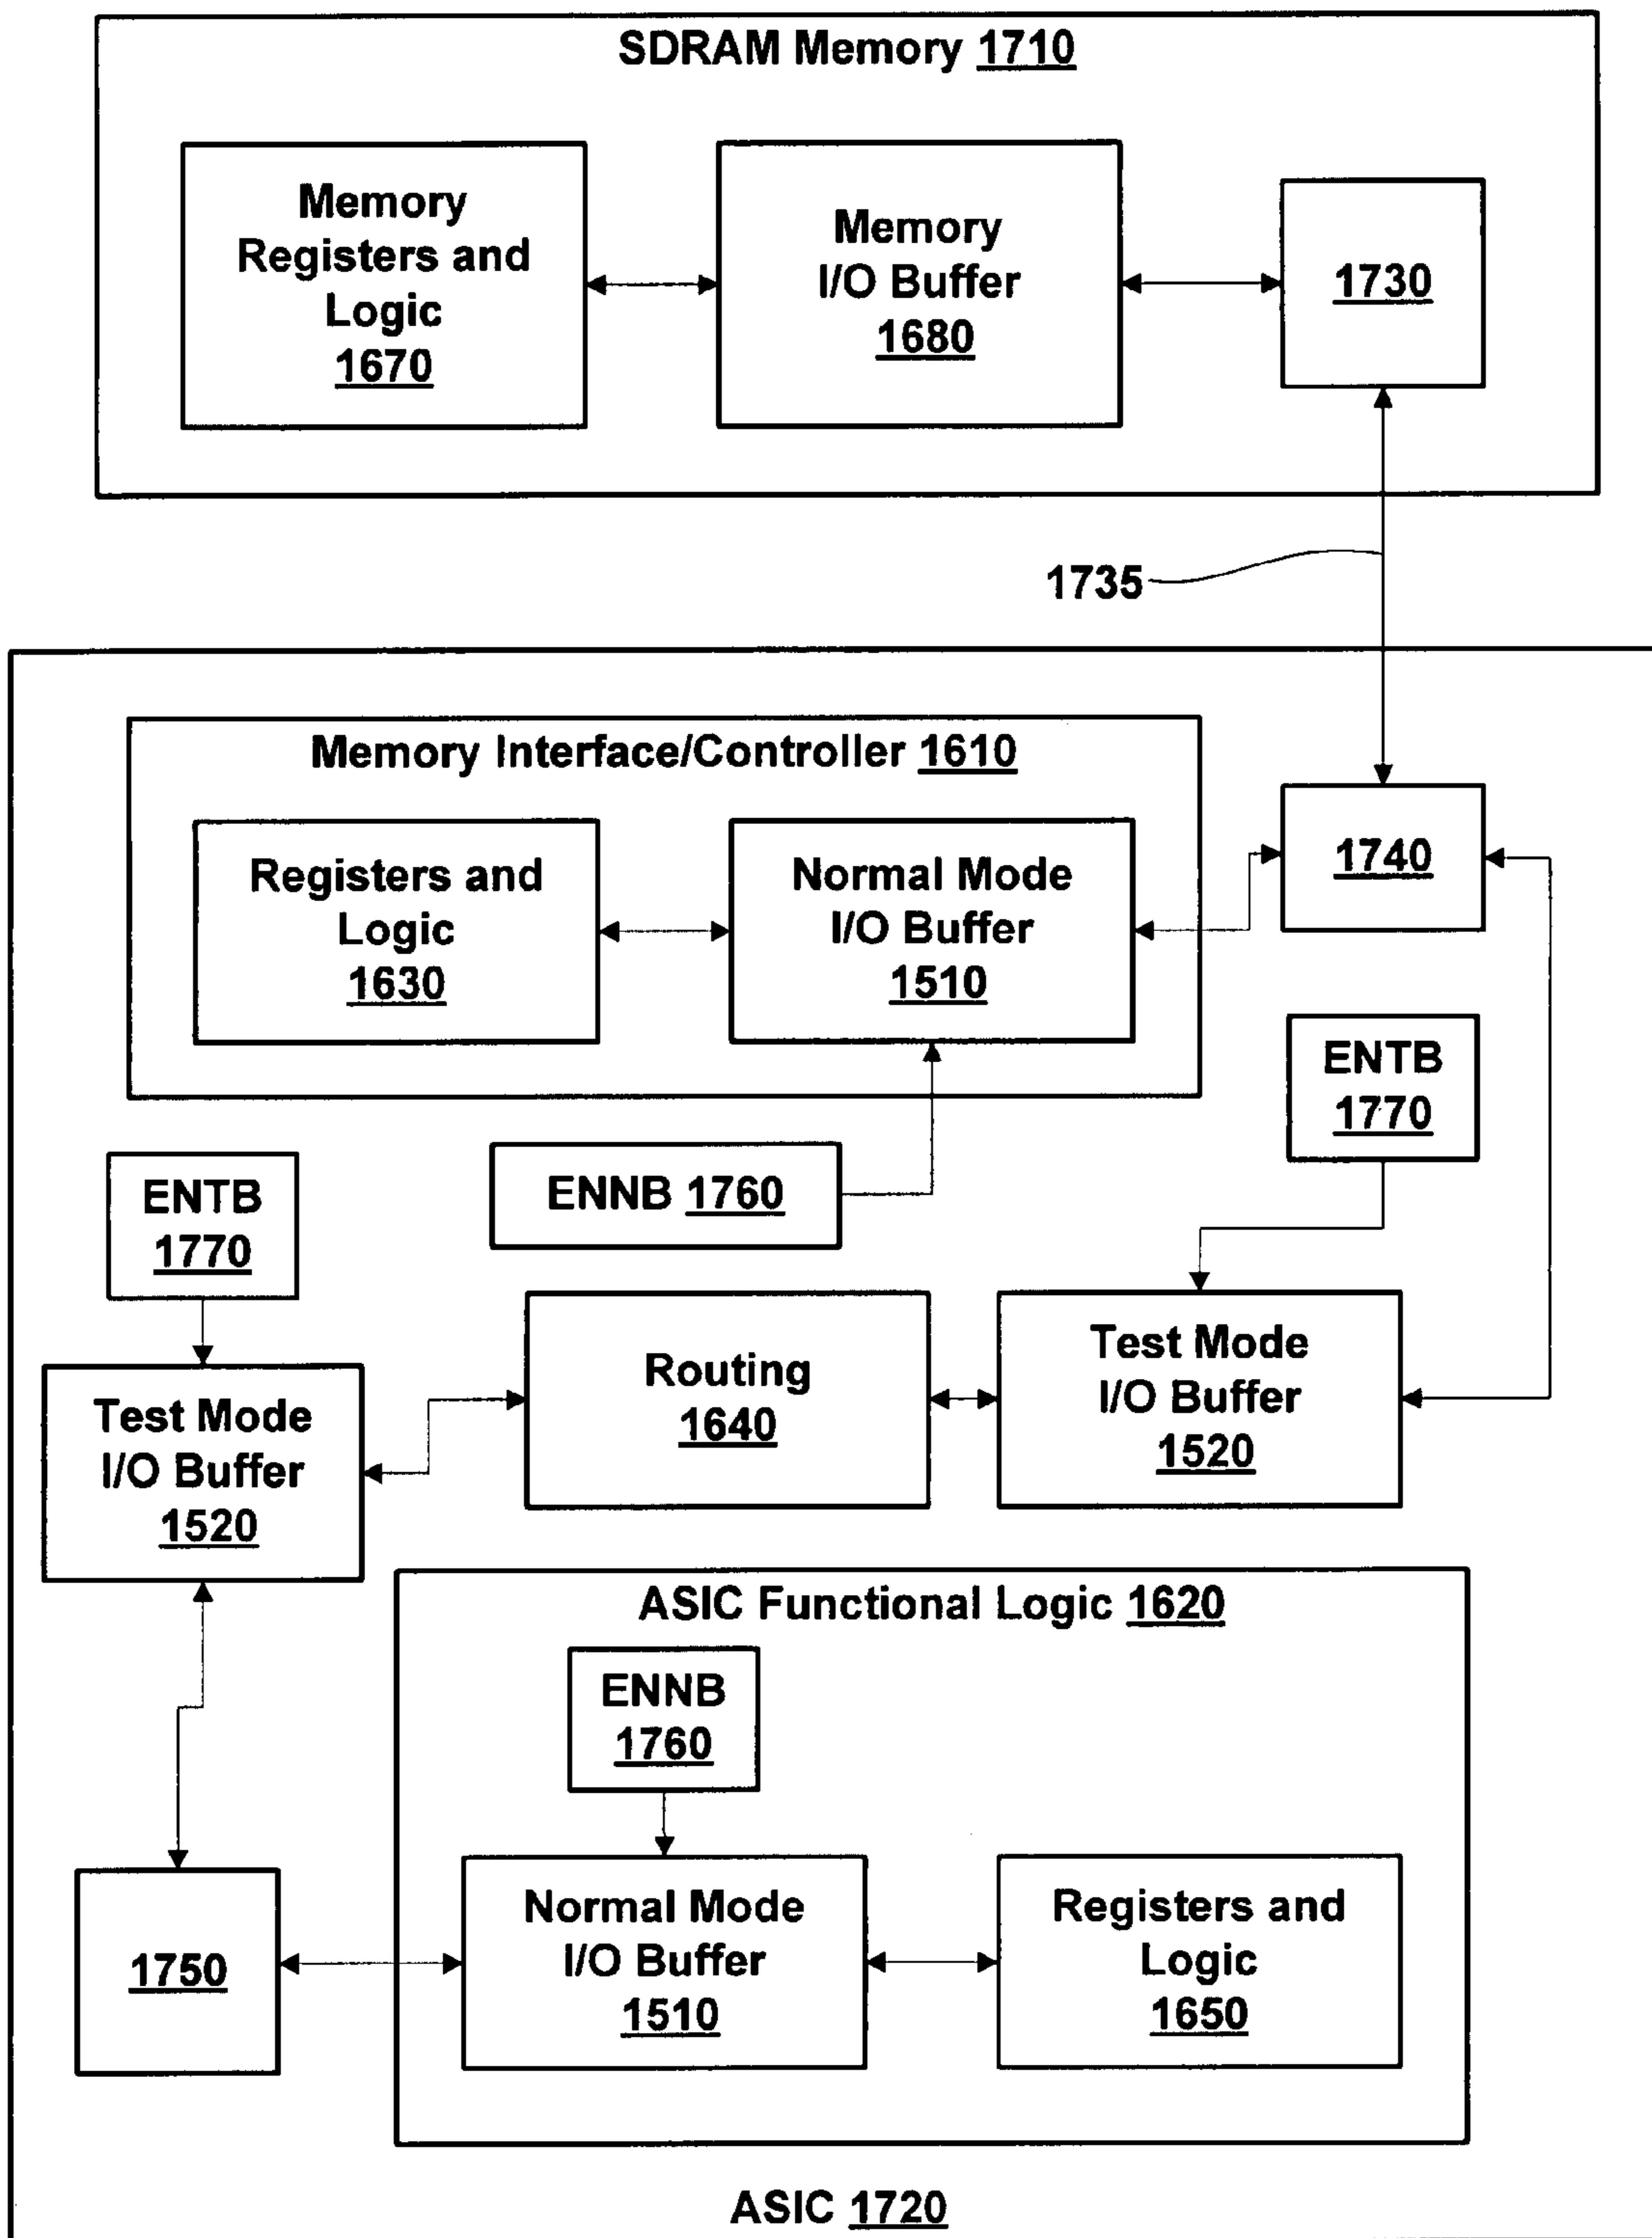 SDRAM Memory 1710
Memory
Registers and
Logic
1670
Memory
I/O Buffer
1680
1730
1735
Memory Interface/Controller 1610
Registers and
Logic
1630
Normal Mode
I/O Buffer
1510
1740
ENTB
1770
ENNB 1760
ENTB
1770
Test Mode
I/O Buffer
1520
Routing
1640
Test Mode
I/O Buffer
1520
ASIC Functional Logic 1620
ENNB
1760
1750
Normal Mode
I/O Buffer
1510
Registers and
Logic
1650
ASIC 1720